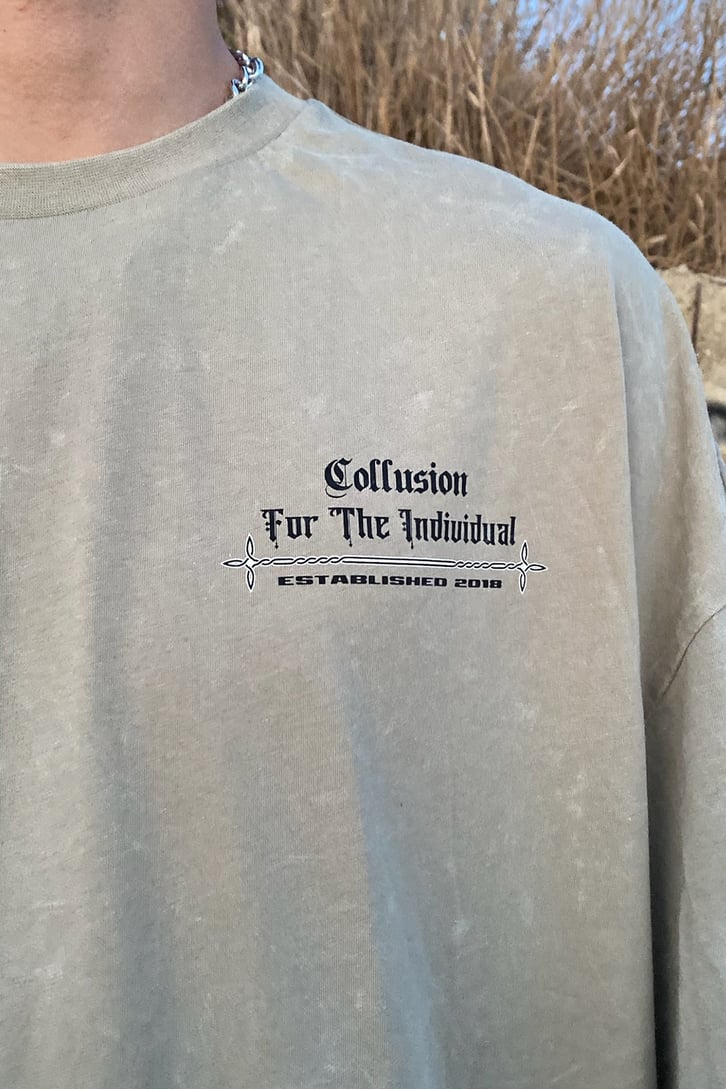 Collusion
For The Individual
ESTABLISHED 2018